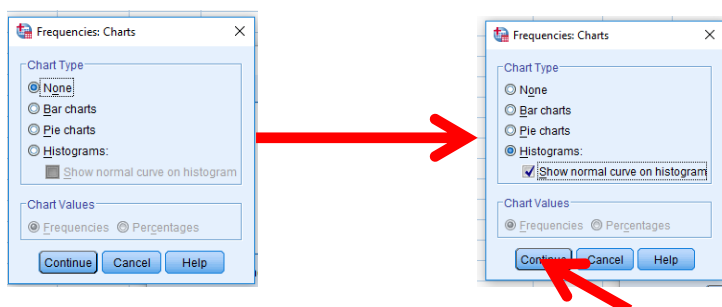 Frequencies: Charts
Chart Type
None
Bar charts
Pie charts
Histograms:
Show normal curve on histogram
Chart Values
Frequencies Percentages
Continue Cancel Help
Frequencies: Charts
Chart Type
None
Bar charts
Pie charts
Histograms:
Show normal curve on histogram
Chart Values
Frequencies Percentages
Continue Cancel Help